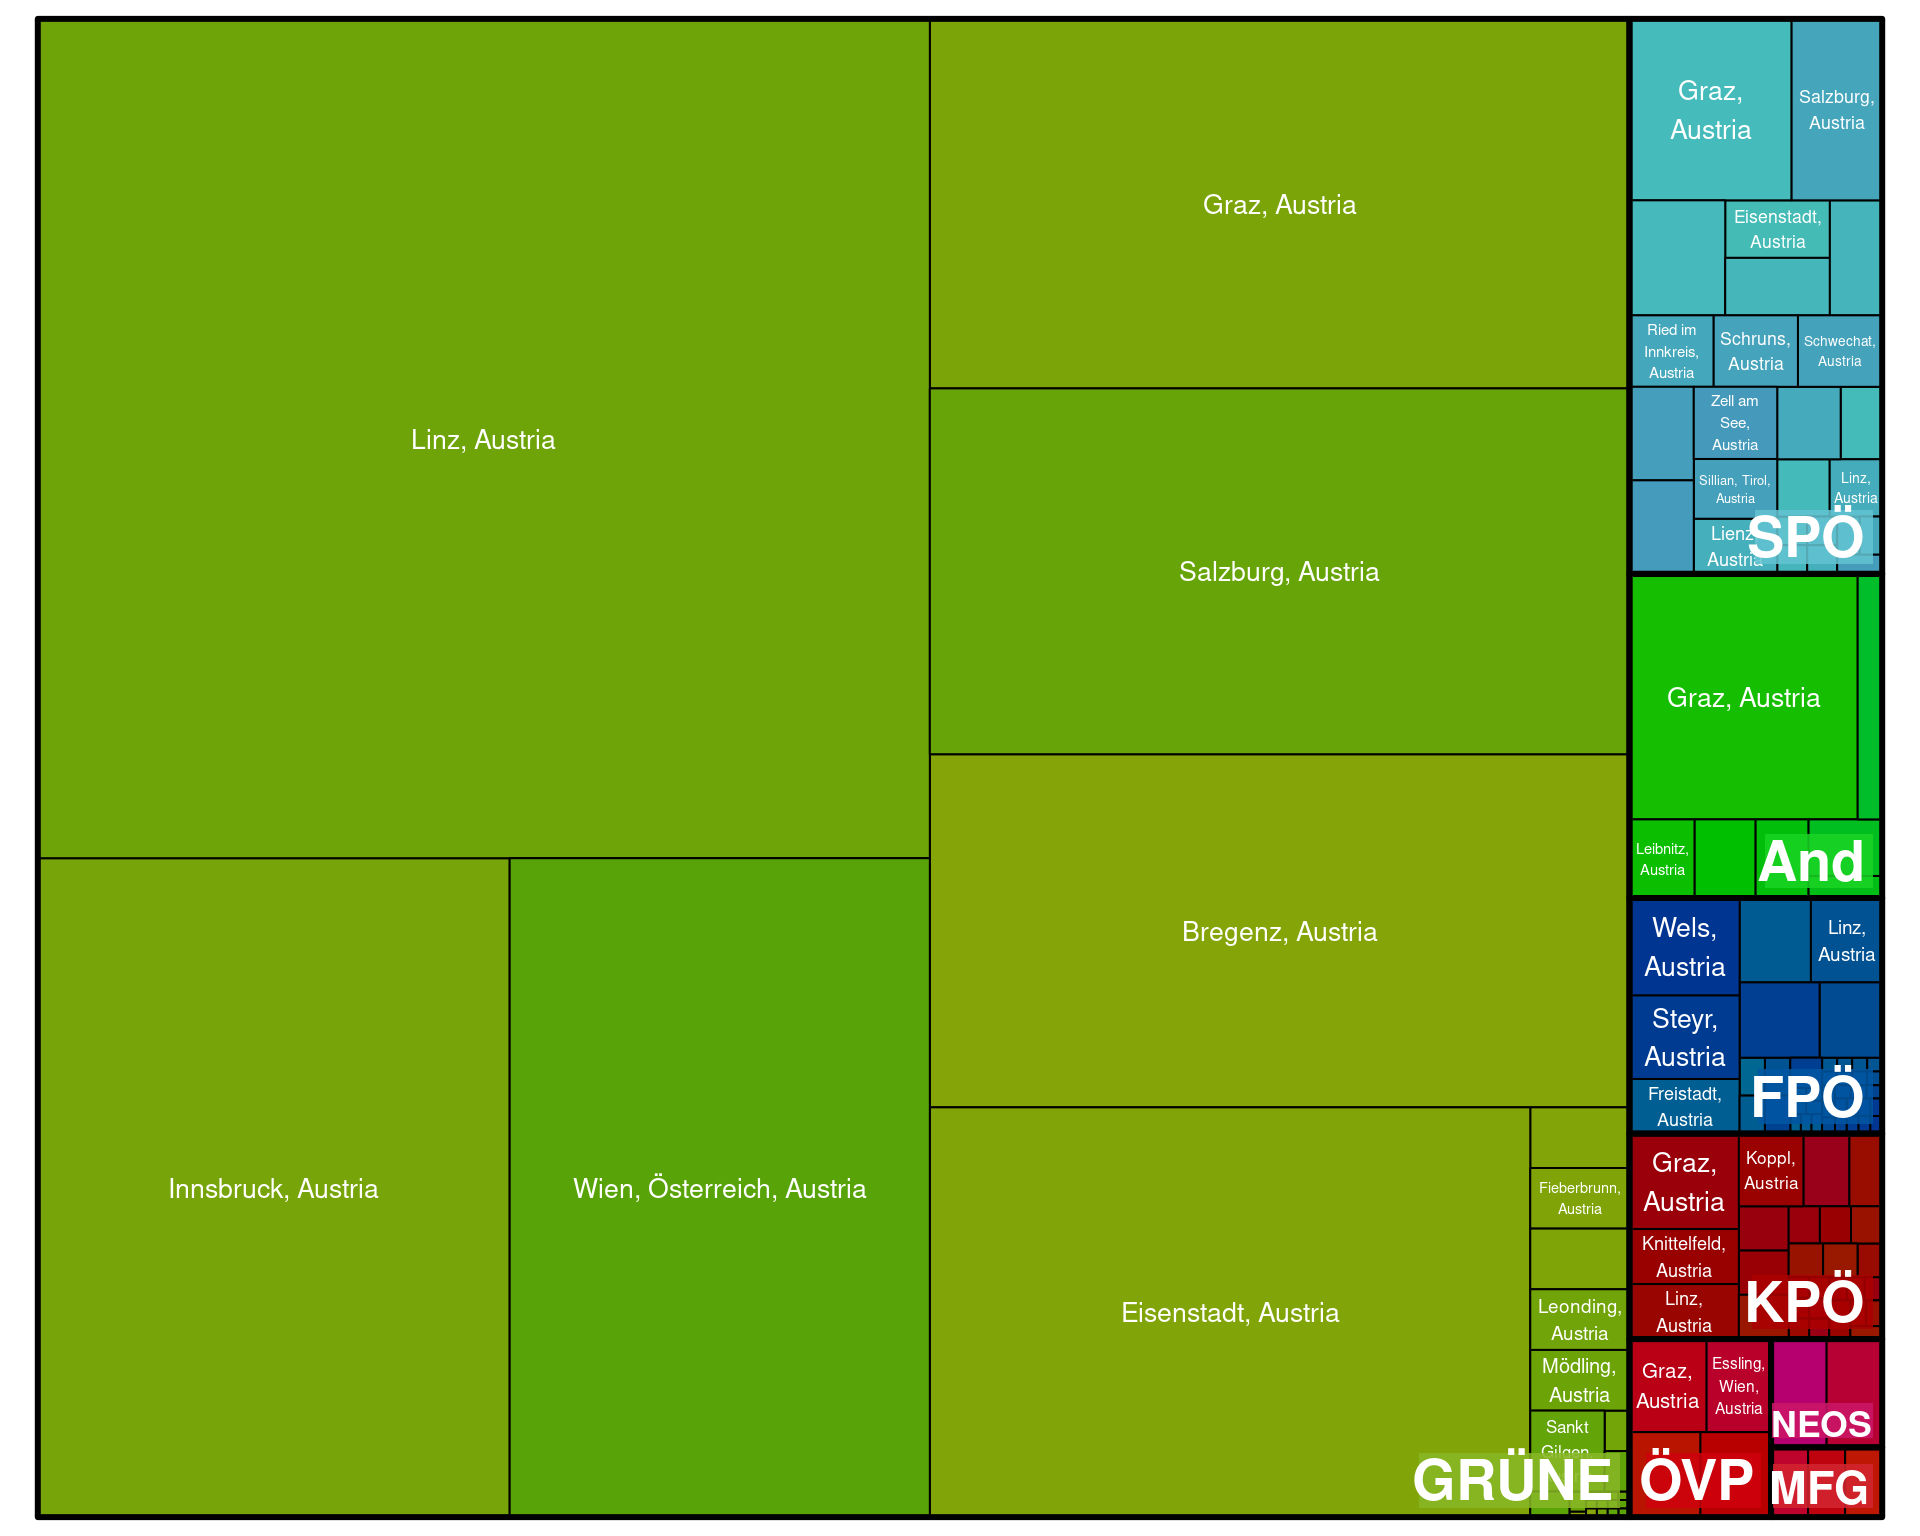 Linz, Austria
Innsbruck, Austria
Wien, Österreich, Austria
Graz, Austria
Salzburg, Austria
Bregenz, Austria
Eisenstadt, Austria
Fieberbrunn,
Austria
Leonding,
Austria
Mödling,
Austria
Sankt
Gilgen,
GRÜNE
Graz,
Austria
Salzburg,
Austria
Eisenstadt,
Austria
Ried im
Innkreis,
Austria
Schruns,
Austria
Schwechat,
Austria
Zell am
See,
Austria
Sillian, Tirol,
Austria
Linz,
Austria
Lienz,
Austria
SPÖ
Graz, Austria
Leibnitz,
Austria
And
Wels,
Austria
Linz,
Austria
Steyr,
Austria
Freistadt,
Austria
FPÖ
Graz,
Austria
Koppl,
Austria
Knittelfeld,
Austria
Linz,
Austria
KPÖ
Graz,
Austria
Essling,
Wien,
Austria
ÖVP
NEOS
MFG